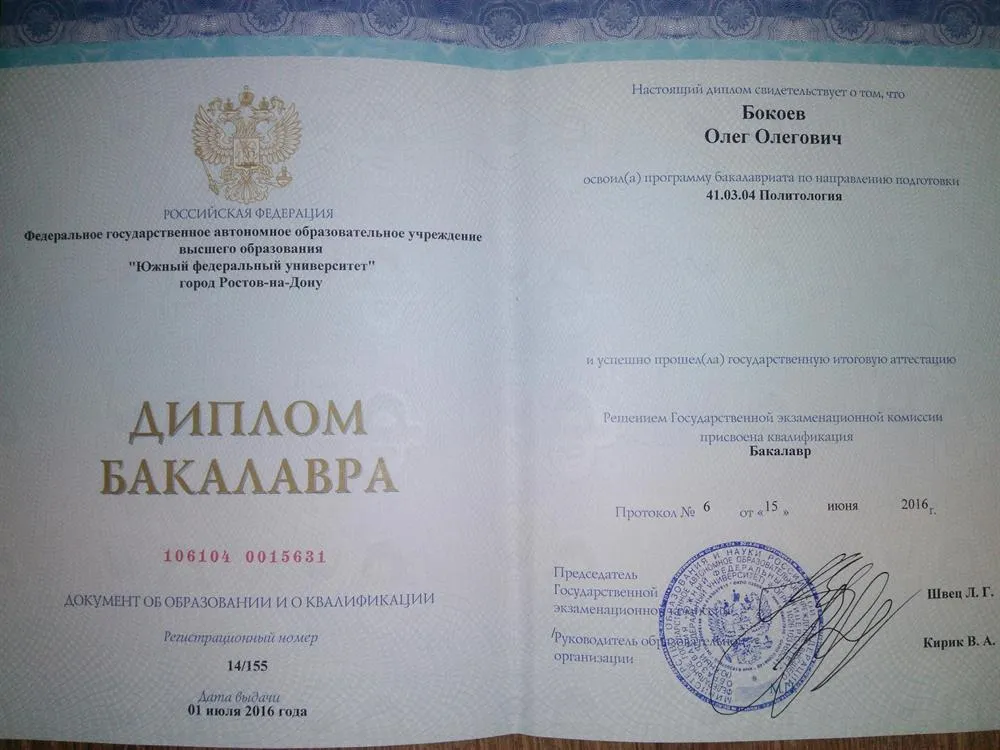 РОССИЙСКАЯ ФЕДЕРАЦИЯ
Федеральное государственное автономное образовательное учреждение
высшего образования
"Южный федеральный университет"
город Ростов-на-Дону
ДИПЛОМ
БАКАЛАВРА
106104 0015631
ДОКУМЕНТ ОБ ОБРАЗОВАНИИ И О КВАЛИФИКАЦИИ
Регистрационный номер
14/155
Дата выдачи
01 июля 2016 года
Настоящий диплом свидетельствует о том, что
Бокоев
Олег Олегович
освоил(а) программу бакалавриата по направлению подготовки
41.03.04 Политология
и успешно прошел(ла) государственную итоговую аттестацию
Решением Государственной экзаменационной комиссии
присвоена квалификация
Бакалавр
Протокол № 6 от «15» июня 2016 г.
Председатель
Государственной
Швец Л. Г.
Руководитель
организации
Кирик В. А.
М.П.